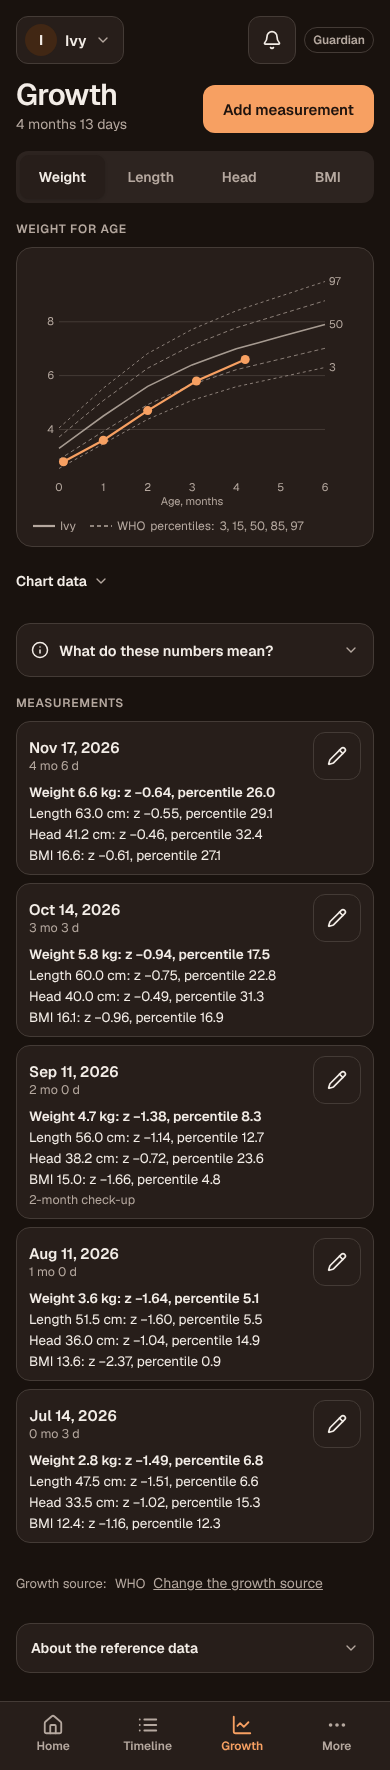 I Ivy
Guardian
Growth
4 months 13 days
Add measurement
Weight Length Head BMI
WEIGHT FOR AGE
97
8
50
6
3
4
0 1 2 3 4 5 6
Age, months
Ivy WHO percentiles: 3, 15, 50, 85, 97
Chart data
What do these numbers mean?
MEASUREMENTS
Nov 17, 2026
4 mo 6 d
Weight 6.6 kg: z −0.64, percentile 26.0
Length 63.0 cm: z −0.55, percentile 29.1
Head 41.2 cm: z −0.46, percentile 32.4
BMI 16.6: z −0.61, percentile 27.1
Oct 14, 2026
3 mo 3 d
Weight 5.8 kg: z −0.94, percentile 17.5
Length 60.0 cm: z −0.75, percentile 22.8
Head 40.0 cm: z −0.49, percentile 31.3
BMI 16.1: z −0.96, percentile 16.9
Sep 11, 2026
2 mo 0 d
Weight 4.7 kg: z −1.38, percentile 8.3
Length 56.0 cm: z −1.14, percentile 12.7
Head 38.2 cm: z −0.72, percentile 23.6
BMI 15.0: z −1.66, percentile 4.8
2-month check-up
Aug 11, 2026
1 mo 0 d
Weight 3.6 kg: z −1.64, percentile 5.1
Length 51.5 cm: z −1.60, percentile 5.5
Head 36.0 cm: z −1.04, percentile 14.9
BMI 13.6: z −2.37, percentile 0.9
Jul 14, 2026
0 mo 3 d
Weight 2.8 kg: z −1.49, percentile 6.8
Length 47.5 cm: z −1.51, percentile 6.6
Head 33.5 cm: z −1.02, percentile 15.3
BMI 12.4: z −1.16, percentile 12.3
Growth source: WHO Change the growth source
About the reference data
Home Timeline Growth More